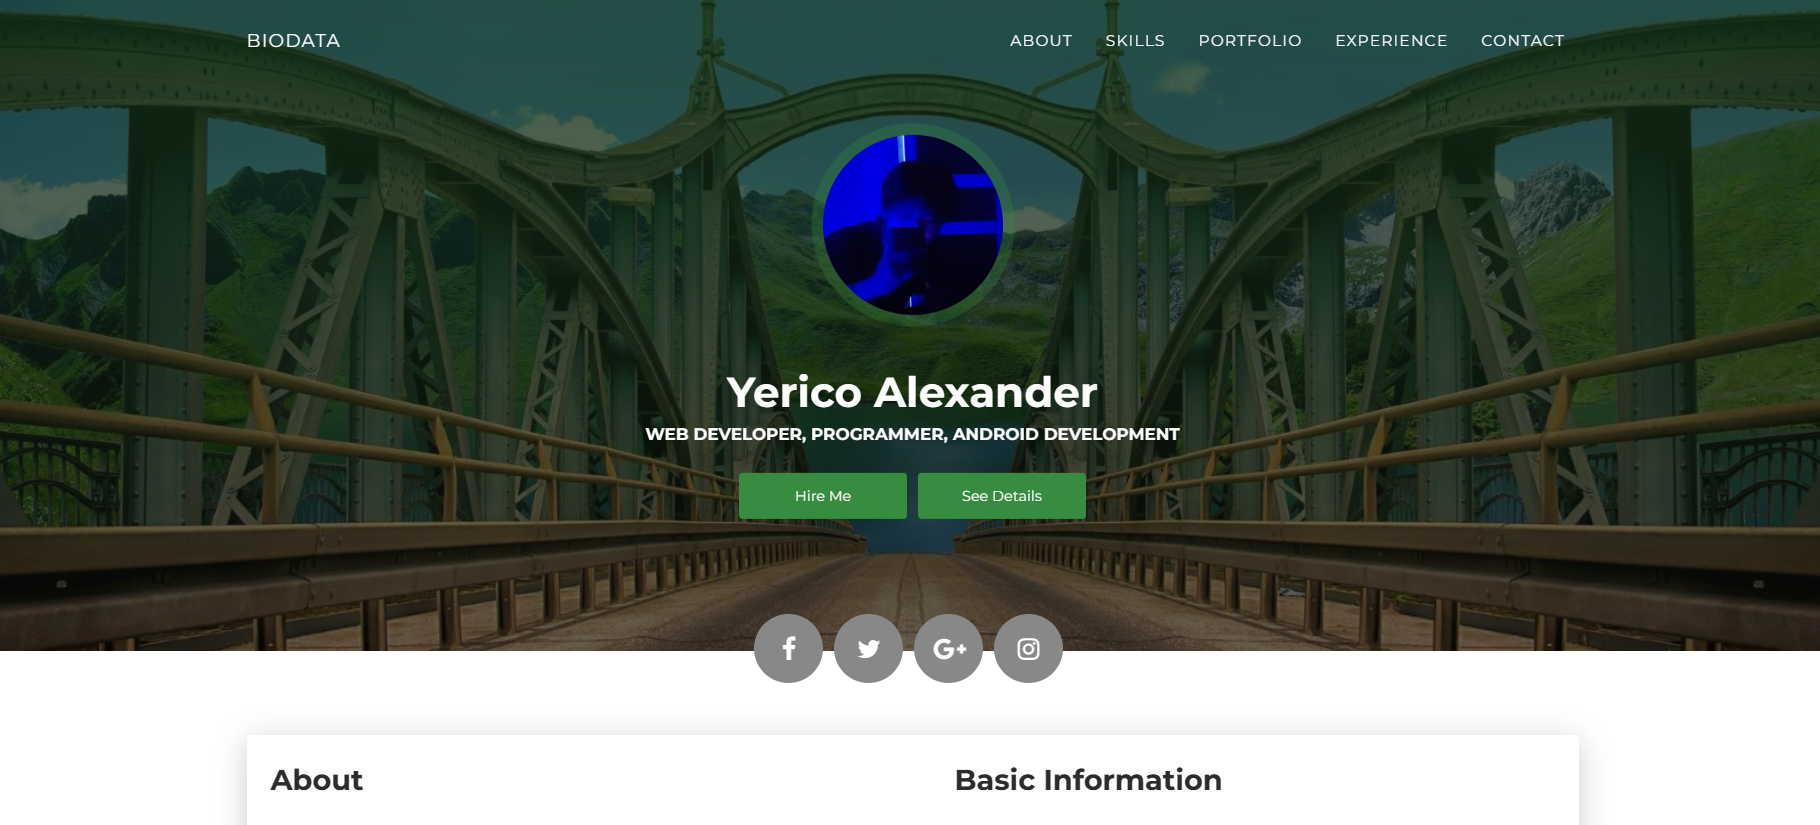 BIODATA
ABOUT SKILLS PORTFOLIO EXPERIENCE CONTACT
Yerico Alexander
WEB DEVELOPER, PROGRAMMER, ANDROID DEVELOPMENT
Hire Me
See Details
About
Basic Information